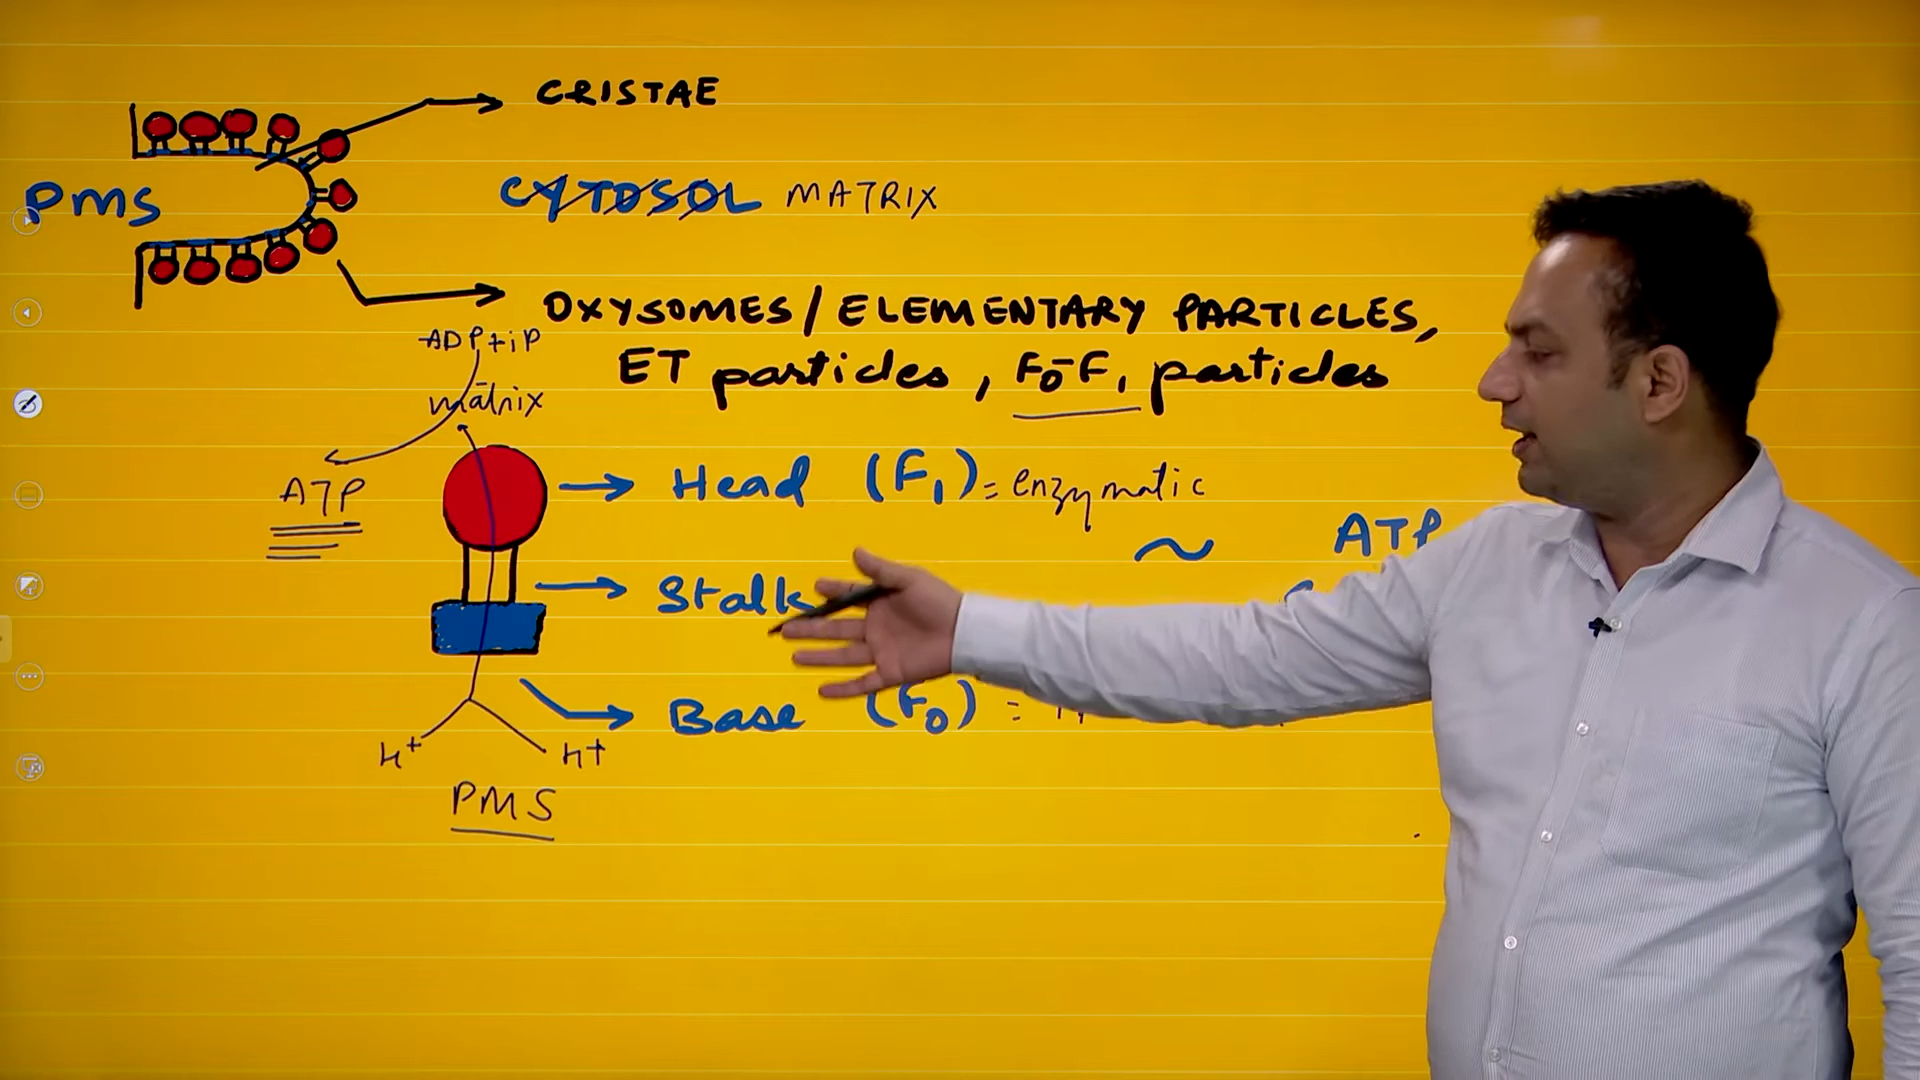 CRISTAE
PMS
CYTOSOL MATRIX
OXYSOMES / ELEMENTARY PARTICLES,
ADP + iP
ET particles, F0-F1 particles
matrix
ATP
→ Head (F1) = enzymatic
~ ATP
→ Stalk
→ Base (F0) =
H+ H+
PMS